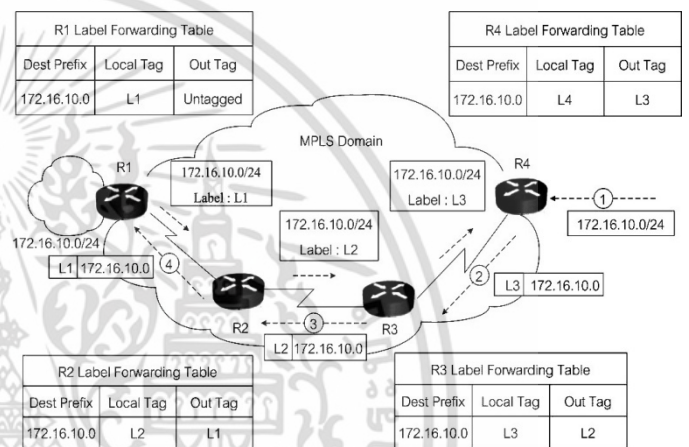 R1 Label Forwarding Table
Dest Prefix Local Tag Out Tag
172.16.10.0 L1 Untagged
R4 Label Forwarding Table
Dest Prefix Local Tag Out Tag
172.16.10.0 L4 L3
MPLS Domain
R1
172.16.10.0/24
Label : L1
172.16.10.0/24
Label : L3
R4
1
172.16.10.0/24
172.16.10.0/24
Label : L2
172.16.10.0/24
L1 172.16.10.0
4
2
L3 172.16.10.0
R2
3
R3
L2 172.16.10.0
R2 Label Forwarding Table
Dest Prefix Local Tag Out Tag
172.16.10.0 L2 L1
R3 Label Forwarding Table
Dest Prefix Local Tag Out Tag
172.16.10.0 L3 L2